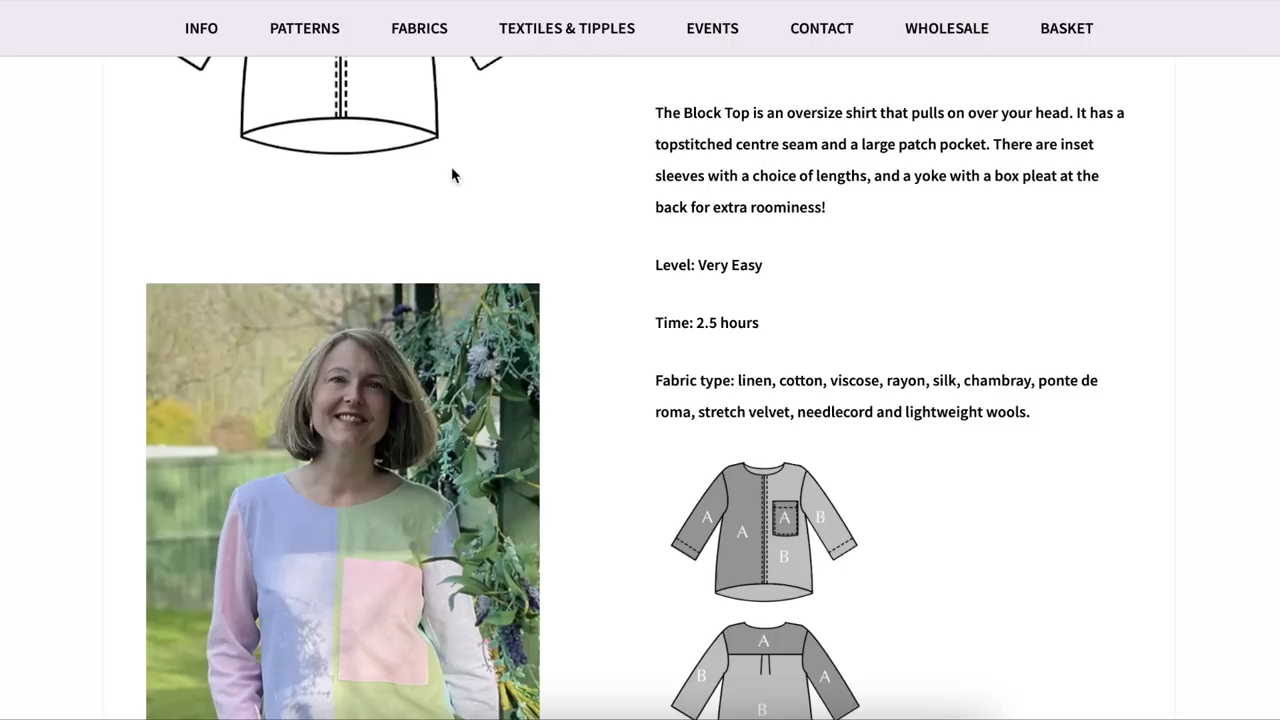 INFO PATTERNS FABRICS TEXTILES & TIPPLES EVENTS CONTACT WHOLESALE BASKET
The Block Top is an oversize shirt that pulls on over your head. It has a
topstitched centre seam and a large patch pocket. There are inset
sleeves with a choice of lengths, and a yoke with a box pleat at the
back for extra roominess!
Level: Very Easy
Time: 2.5 hours
Fabric type: linen, cotton, viscose, rayon, silk, chambray, ponte de
roma, stretch velvet, needlecord and lightweight wools.
A A A B
B
A
B A
B